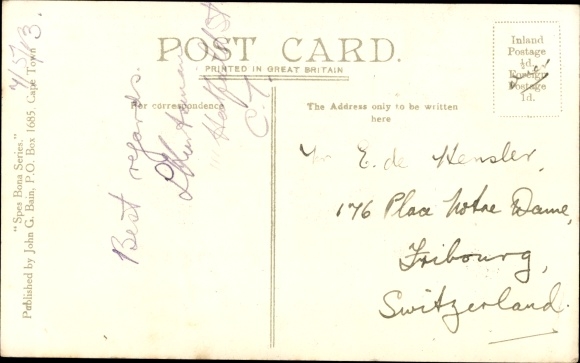 POST CARD.
PRINTED IN GREAT BRITAIN
For correspondence
The Address only to be written
here
Inland
Postage
½d.
Foreign
Postage
1d.
"Spes Bona Series."
Published by John G. Bain, P.O. Box 1685, Cape Town
Best regards.
C.T.
E. de Hensler,
176 Place Notre Dame,
Fribourg,
Switzerland.